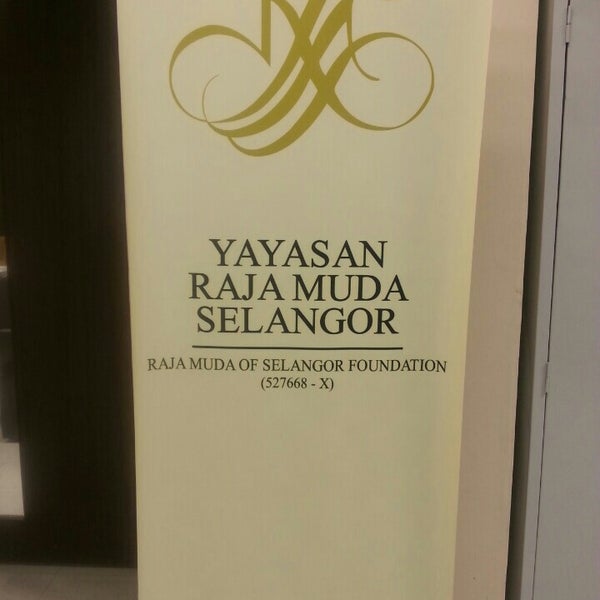 YAYASAN
RAJA MUDA
SELANGOR
RAJA MUDA OF SELANGOR FOUNDATION
(527668 - X)